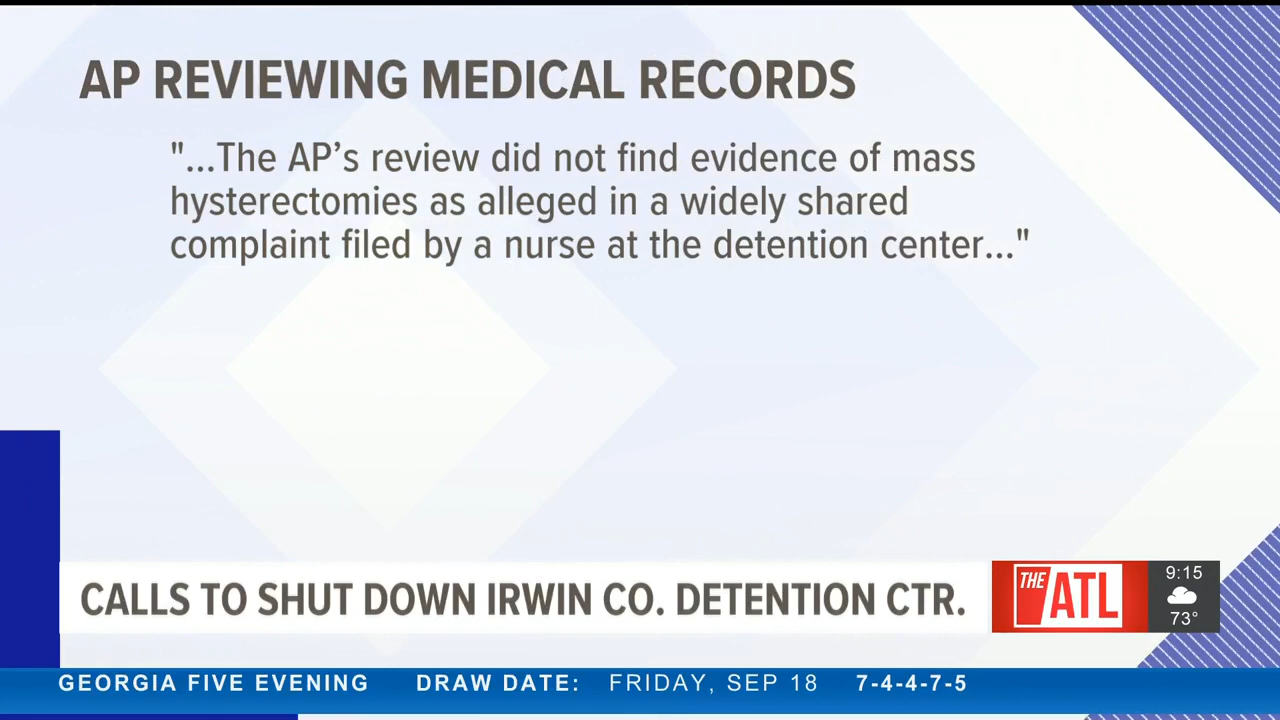 AP REVIEWING MEDICAL RECORDS
"...The AP’s review did not find evidence of mass
hysterectomies as alleged in a widely shared
complaint filed by a nurse at the detention center..."
CALLS TO SHUT DOWN IRWIN CO. DETENTION CTR.
THE ATL
9:15
73°
GEORGIA FIVE EVENING DRAW DATE: FRIDAY, SEP 18 7-4-4-7-5